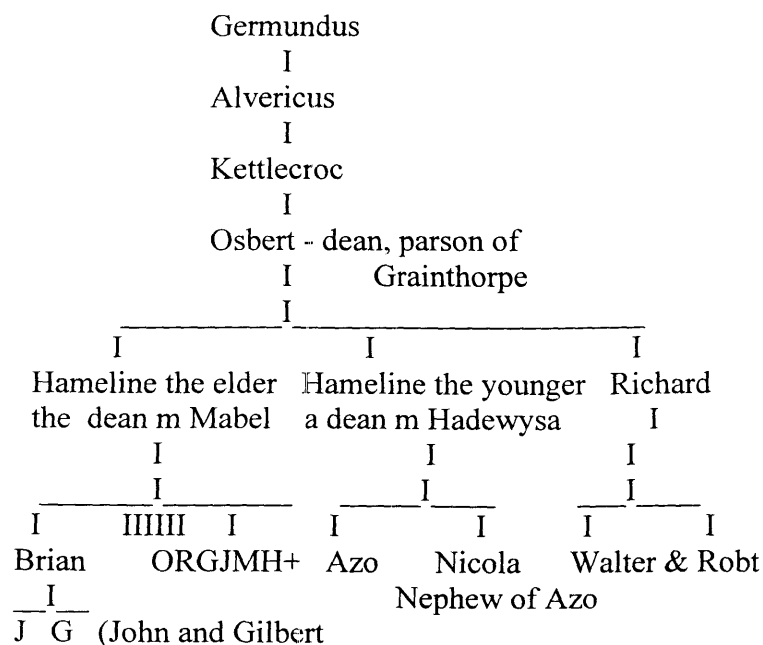 Germundus
I
Alvericus
I
Kettlecroc
I
Osbert - dean, parson of
I Grainthorpe
I
I I I
Hameline the elder Hameline the younger Richard
the dean m Mabel a dean m Hadewysa I
I I I
I I I
I IIIIII I I I I I
Brian ORGJMH+ Azo Nicola Walter & Robt
I Nephew of Azo
J G (John and Gilbert